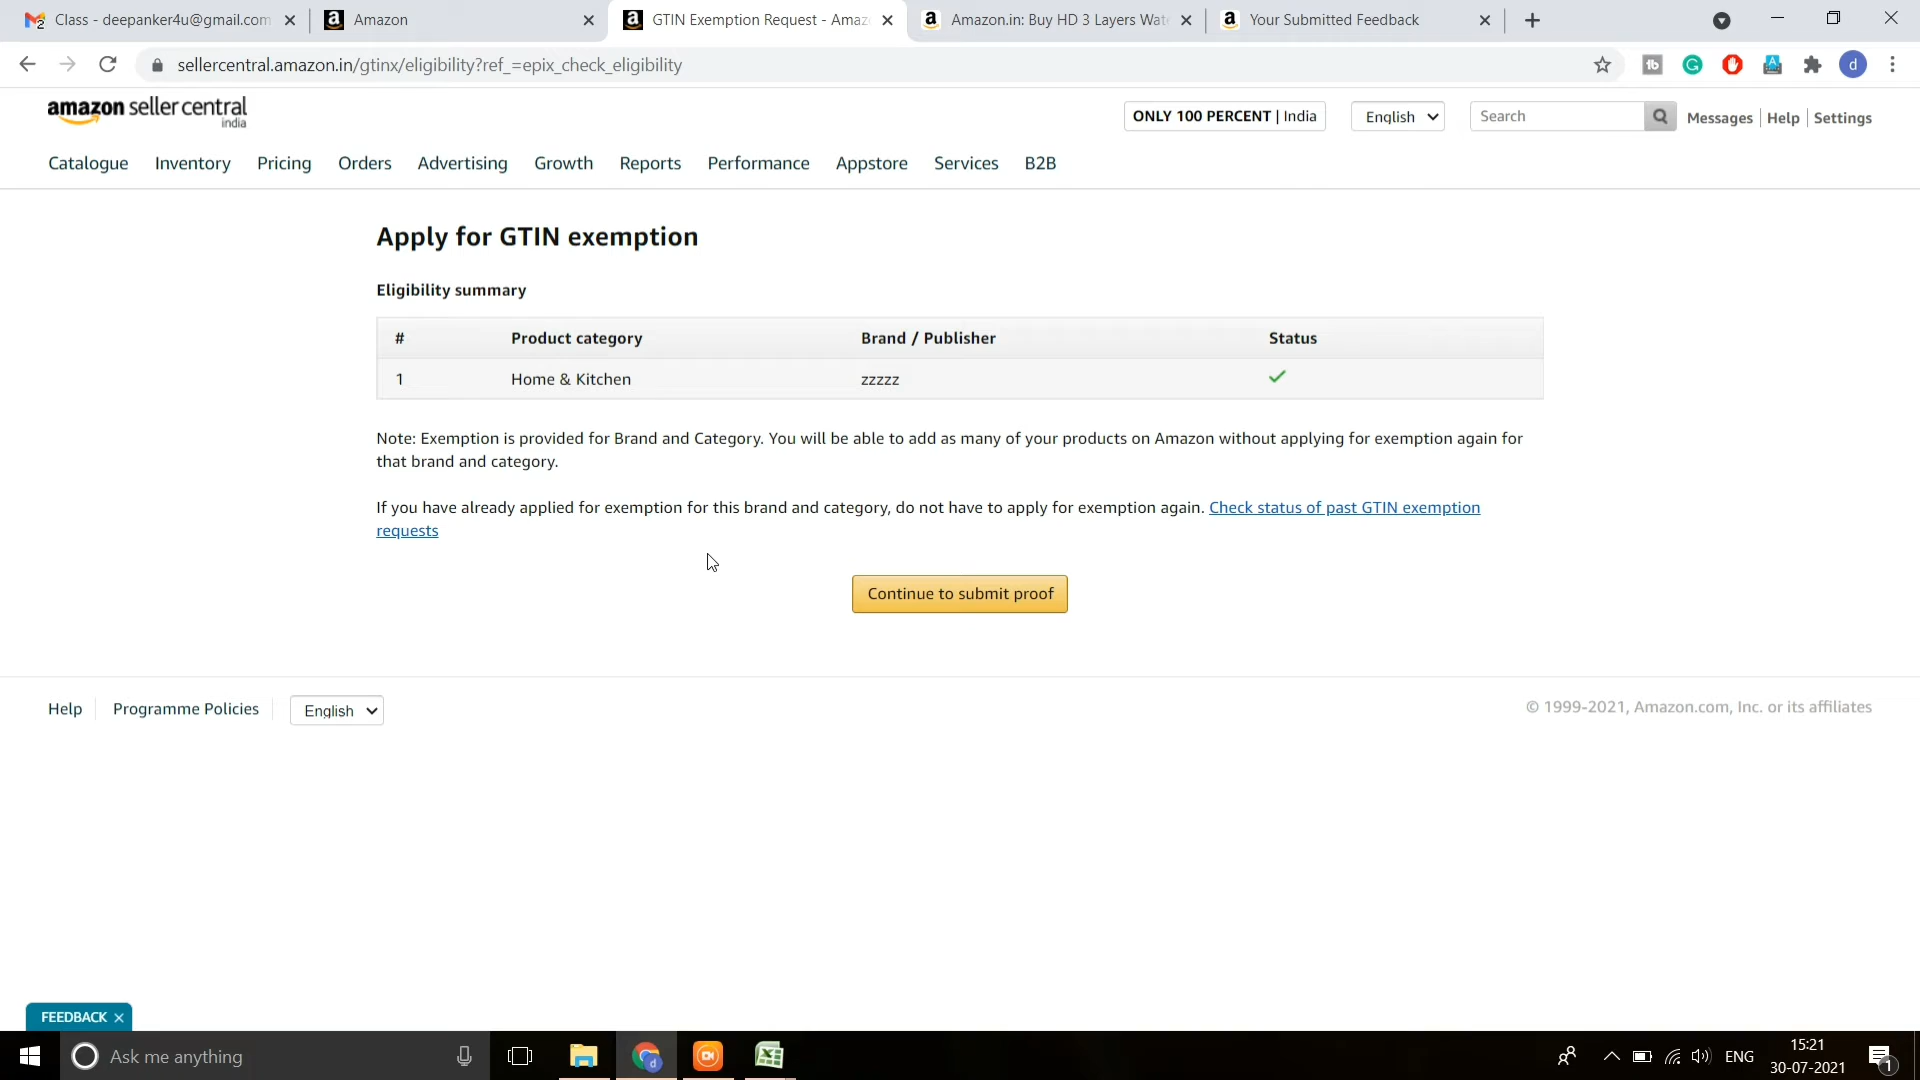 Class - deepanker4u@gmail.com
Amazon
GTIN Exemption Request - Amaz
Amazon.in: Buy HD 3 Layers Wat
Your Submitted Feedback
sellercentral.amazon.in/gtinx/eligibility?ref_=epix_check_eligibility
d
amazon seller central
india
ONLY 100 PERCENT | India
English
Search
Messages
Help
Settings
Catalogue
Inventory
Pricing
Orders
Advertising
Growth
Reports
Performance
Appstore
Services
B2B
Apply for GTIN exemption
Eligibility summary
# Product category Brand / Publisher Status
1 Home & Kitchen zzzzz
Note: Exemption is provided for Brand and Category. You will be able to add as many of your products on Amazon without applying for exemption again for
that brand and category.
If you have already applied for exemption for this brand and category, do not have to apply for exemption again. Check status of past GTIN exemption
requests
Continue to submit proof
Help
Programme Policies
English
© 1999-2021, Amazon.com, Inc. or its affiliates
FEEDBACK
Ask me anything
ENG
15:21
30-07-2021
1